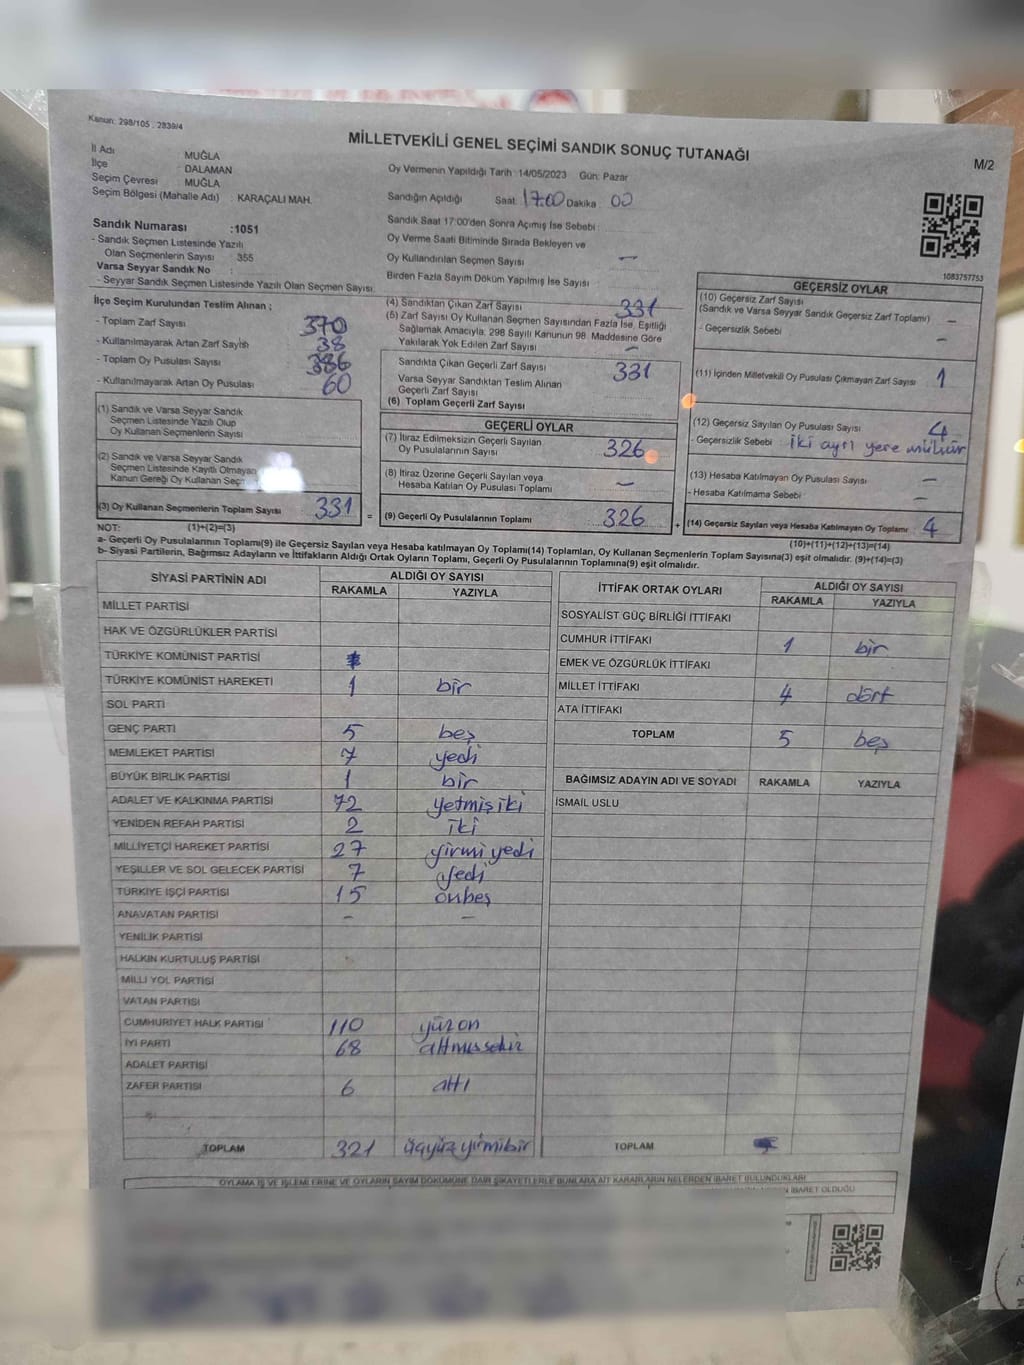 Kanun: 298/105 , 2839/4
MİLLETVEKİLİ GENEL SEÇİMİ SANDIK SONUÇ TUTANAĞI
M/2
İl Adı MUĞLA
İlçe DALAMAN
Seçim Çevresi MUĞLA
Seçim Bölgesi (Mahalle Adı) : KARAÇALI MAH.
Oy Vermenin Yapıldığı Tarih : 14/05/2023 Gün: Pazar
Sandığın Açıldığı Saat: 17:00 Dakika : 00
Sandık Saat 17:00'den Sonra Açımış İse Sebebi :
Oy Verme Saati Bitiminde Sırada Bekleyen ve
Oy Kullandırılan Seçmen Sayısı —
Birden Fazla Sayım Döküm Yapılmış İse Sayısı :
Sandık Numarası :1051
- Sandık Seçmen Listesinde Yazılı
Olan Seçmenlerin Sayısı 355
Varsa Seyyar Sandık No :
- Seyyar Sandık Seçmen Listesinde Yazılı Olan Seçmen Sayısı:
1083757753
İlçe Seçim Kurulundan Teslim Alınan ;
- Toplam Zarf Sayısı 370
- Kullanılmayarak Artan Zarf Sayısı 38
- Toplam Oy Pusulası Sayısı 386
- Kullanılmayarak Artan Oy Pusulası 60
(1) Sandık ve Varsa Seyyar Sandık
Seçmen Listesinde Yazılı Olup
Oy Kullanan Seçmenlerin Sayısı
(2) Sandık ve Varsa Seyyar Sandık
Seçmen Listesinde Kayıtlı Olmayan
Kanun Gereği Oy Kullanan
(3) Oy Kullanan Seçmenlerin Toplam Sayısı 331
NOT: (1)+(2)=(3)
(4) Sandıktan Çıkan Zarf Sayısı 331
(5) Zarf Sayısı Oy Kullanan Seçmen Sayısından Fazla İse, Eşitliği
Sağlamak Amacıyla; 298 Sayılı Kanunun 98. Maddesine Göre
Yakılarak Yok Edilen Zarf Sayısı —
Sandıkta Çıkan Geçerli Zarf Sayısı 331
Varsa Seyyar Sandıktan Teslim Alınan
Geçerli Zarf Sayısı
(6) Toplam Geçerli Zarf Sayısı
GEÇERLİ OYLAR
(7) İtiraz Edilmeksizin Geçerli Sayılan
Oy Pusulalarının Sayısı 326
(8) İtiraz Üzerine Geçerli Sayılan veya
Hesaba Katılan Oy Pusulası Toplamı —
= (9) Geçerli Oy Pusulalarının Toplamı 326 +
GEÇERSİZ OYLAR
(10) Geçersiz Zarf Sayısı
(Sandık ve Varsa Seyyar Sandık Geçersiz Zarf Toplamı) —
- Geçersizlik Sebebi —
(11) İçinden Milletvekili Oy Pusulası Çıkmayan Zarf Sayısı 1
(12) Geçersiz Sayılan Oy Pusulası Sayısı 4
- Geçersizlik Sebebi : İki ayrı yere mühür
(13) Hesaba Katılmayan Oy Pusulası Sayısı —
- Hesaba Katılmama Sebebi —
(14) Geçersiz Sayılan veya Hesaba Katılmayan Oy Toplamı 4
(10)+(11)+(12)+(13)=(14)
a- Geçerli Oy Pusulalarının Toplamı(9) ile Geçersiz Sayılan veya Hesaba katılmayan Oy Toplamı(14) Toplamları, Oy Kullanan Seçmenlerin Toplam Sayısına(3) eşit olmalıdır. (9)+(14)=(3)
b- Siyasi Partilerin, Bağımsız Adayların ve İttifakların Aldığı Ortak Oyların Toplamı, Geçerli Oy Pusulalarının Toplamına(9) eşit olmalıdır.
SİYASİ PARTİNİN ADI ALDIĞI OY SAYISI
RAKAMLA YAZIYLA
MİLLET PARTİSİ
HAK VE ÖZGÜRLÜKLER PARTİSİ
TÜRKİYE KOMÜNİST PARTİSİ
TÜRKİYE KOMÜNİST HAREKETİ 1 bir
SOL PARTİ
GENÇ PARTİ 5 beş
MEMLEKET PARTİSİ 7 yedi
BÜYÜK BİRLİK PARTİSİ 1 bir
ADALET VE KALKINMA PARTİSİ 72 yetmişiki
YENİDEN REFAH PARTİSİ 2 iki
MİLLİYETÇİ HAREKET PARTİSİ 27 yirmi yedi
YEŞİLLER VE SOL GELECEK PARTİSİ 7 yedi
TÜRKİYE İŞÇİ PARTİSİ 15 onbeş
ANAVATAN PARTİSİ - -
YENİLİK PARTİSİ
HALKIN KURTULUŞ PARTİSİ
MİLLİ YOL PARTİSİ
VATAN PARTİSİ
CUMHURİYET HALK PARTİSİ 110 yüzon
İYİ PARTİ 68 altmışsekiz
ADALET PARTİSİ
ZAFER PARTİSİ 6 altı
TOPLAM 321 üçyüzyirmibir
İTTİFAK ORTAK OYLARI ALDIĞI OY SAYISI
RAKAMLA YAZIYLA
SOSYALİST GÜÇ BİRLİĞİ İTTİFAKI
CUMHUR İTTİFAKI 1 bir
EMEK VE ÖZGÜRLÜK İTTİFAKI
MİLLET İTTİFAKI 4 dört
ATA İTTİFAKI
TOPLAM 5 beş
BAĞIMSIZ ADAYIN ADI VE SOYADI RAKAMLA YAZIYLA
İSMAİL USLU
TOPLAM
OYLAMA İŞ VE İŞLEMLERİNE VE OYLARIN SAYIM DÖKÜMÜNE DAİR ŞİKAYETLERLE BUNLARA AİT KARARLARIN NELERDEN İBARET BULUNDUKLARI
İBARET OLDUĞU